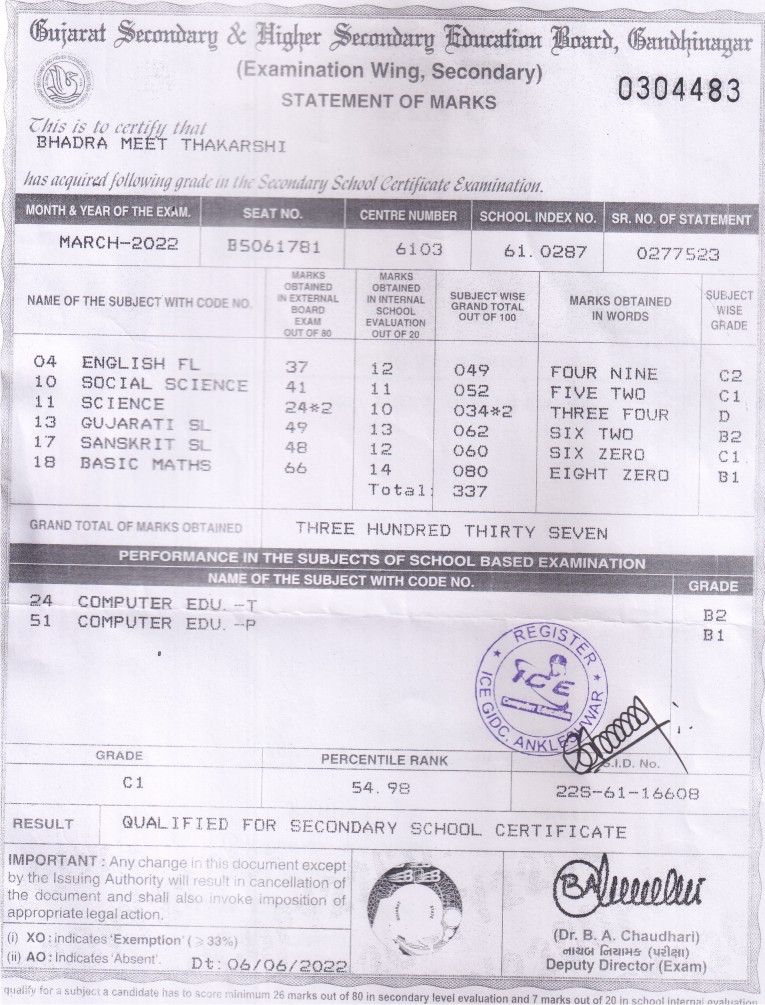 Gujarat Secondary & Higher Secondary Education Board, Gandhinagar
(Examination Wing, Secondary)
0304483
STATEMENT OF MARKS
This is to certify that
BHADRA MEET THAKARSHI
has acquired following grade in the Secondary School Certificate Examination.
MONTH & YEAR OF THE EXAM. SEAT NO. CENTRE NUMBER SCHOOL INDEX NO. SR. NO. OF STATEMENT
MARCH-2022 B5061781 6103 61.0287 0277523
NAME OF THE SUBJECT WITH CODE NO. MARKS OBTAINED IN EXTERNAL BOARD EXAM OUT OF 80 MARKS OBTAINED IN INTERNAL SCHOOL EVALUATION OUT OF 20 SUBJECT WISE GRAND TOTAL OUT OF 100 MARKS OBTAINED IN WORDS SUBJECT WISE GRADE
04 ENGLISH FL 37 12 049 FOUR NINE C2
10 SOCIAL SCIENCE 41 11 052 FIVE TWO C1
11 SCIENCE 24*2 10 034*2 THREE FOUR D
13 GUJARATI SL 49 13 062 SIX TWO B2
17 SANSKRIT SL 48 12 060 SIX ZERO C1
18 BASIC MATHS 66 14 080 EIGHT ZERO B1
Total: 337
GRAND TOTAL OF MARKS OBTAINED THREE HUNDRED THIRTY SEVEN
PERFORMANCE IN THE SUBJECTS OF SCHOOL BASED EXAMINATION
NAME OF THE SUBJECT WITH CODE NO. GRADE
24 COMPUTER EDU. -T B2
51 COMPUTER EDU. -P B1
REGISTER
ICE
ICE GIDC. ANKLESHWAR
GRADE PERCENTILE RANK S.I.D. No.
C1 54.98 22S-61-16608
RESULT QUALIFIED FOR SECONDARY SCHOOL CERTIFICATE
IMPORTANT : Any change in this document except
by the Issuing Authority will result in cancellation of
the document and shall also invoke imposition of
appropriate legal action.
(i) XO : indicates 'Exemption' ( ≥ 33%)
(ii) AO : Indicates 'Absent'. Dt: 06/06/2022
(Dr. B. A. Chaudhari)
નાયબ નિયામક (પરીક્ષા)
Deputy Director (Exam)
qualify for a subject a candidate has to score minimum 26 marks out of 80 in secondary level evaluation and 7 marks out of 20 in school internal evaluation